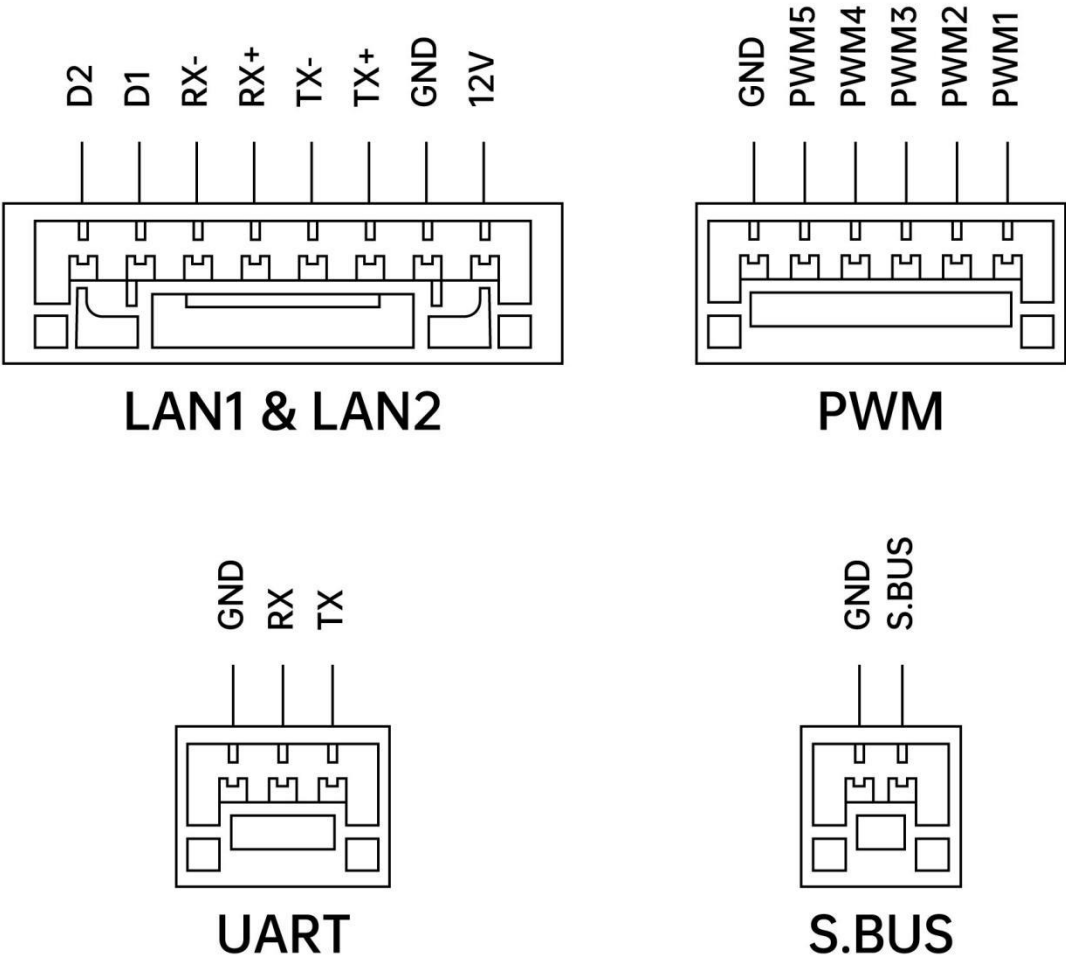 D2
D1
RX-
RX+
TX-
TX+
GND
12V
LAN1 & LAN2
GND
PWM5
PWM4
PWM3
PWM2
PWM1
PWM
GND
RX
TX
UART
GND
S.BUS
S.BUS